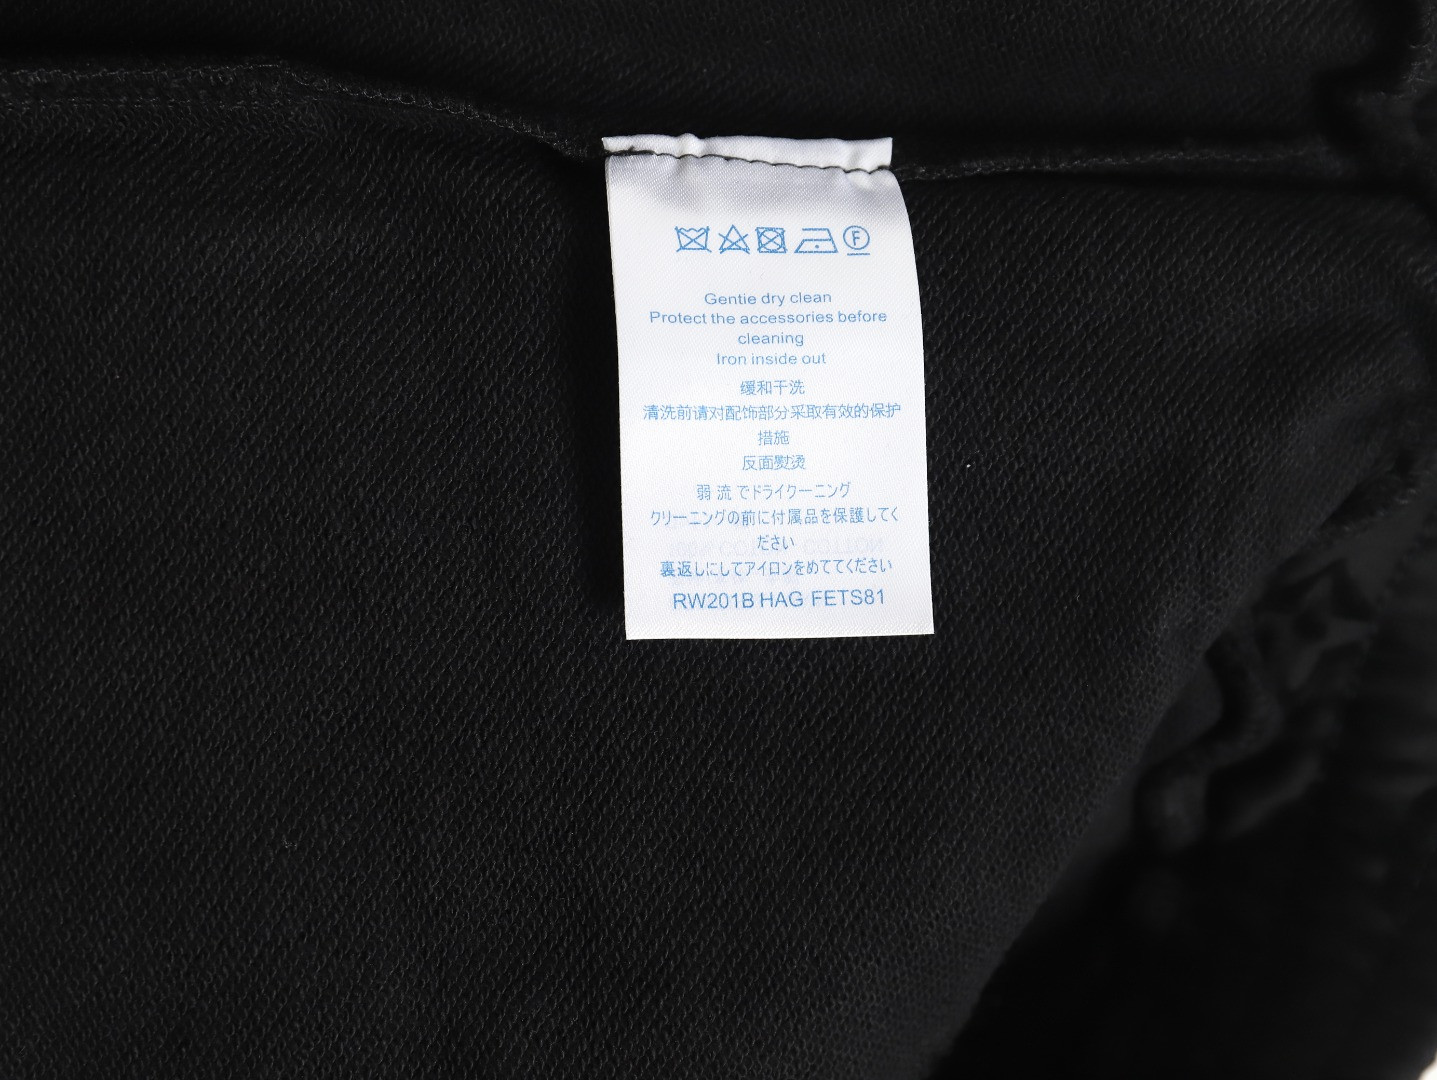 F
Gentie dry clean
Protect the accessories before
cleaning
Iron inside out
缓和干洗
清洗前请对配饰部分采取有效的保护
措施
反面熨烫
弱 流 でドライクーニング
クリーニングの前に付属品を保護してく
ださい
裏返しにしてアイロンをめててください
RW201B HAG FETS81